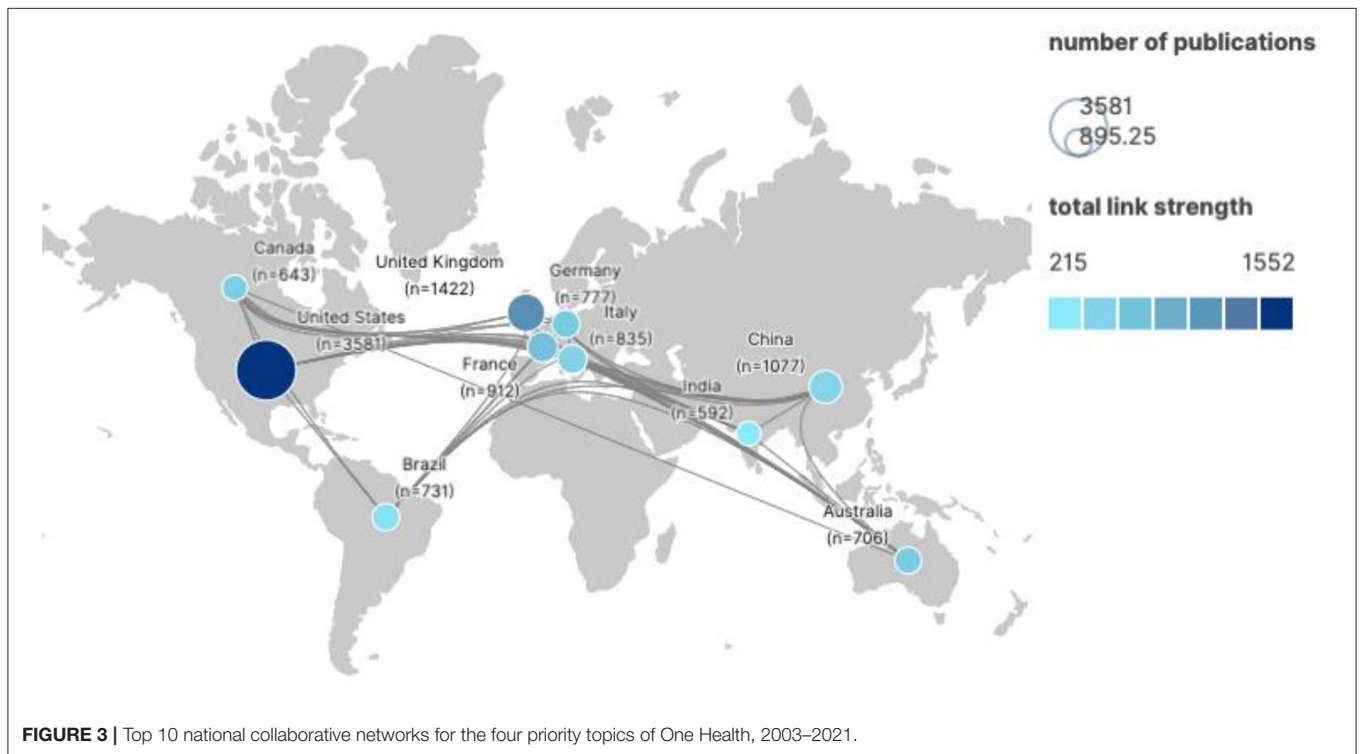 number of publications
3581
895.25
total link strength
215 1552
Canada
(n=643)
United Kingdom
(n=1422)
Germany
(n=777)
Italy
(n=835)
United States
(n=3581)
France
(n=912)
China
(n=1077)
India
(n=592)
Brazil
(n=731)
Australia
(n=706)
FIGURE 3 | Top 10 national collaborative networks for the four priority topics of One Health, 2003–2021.